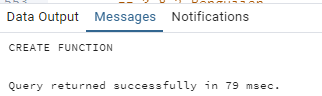 Data Output Messages Notifications
CREATE FUNCTION
Query returned successfully in 79 msec.